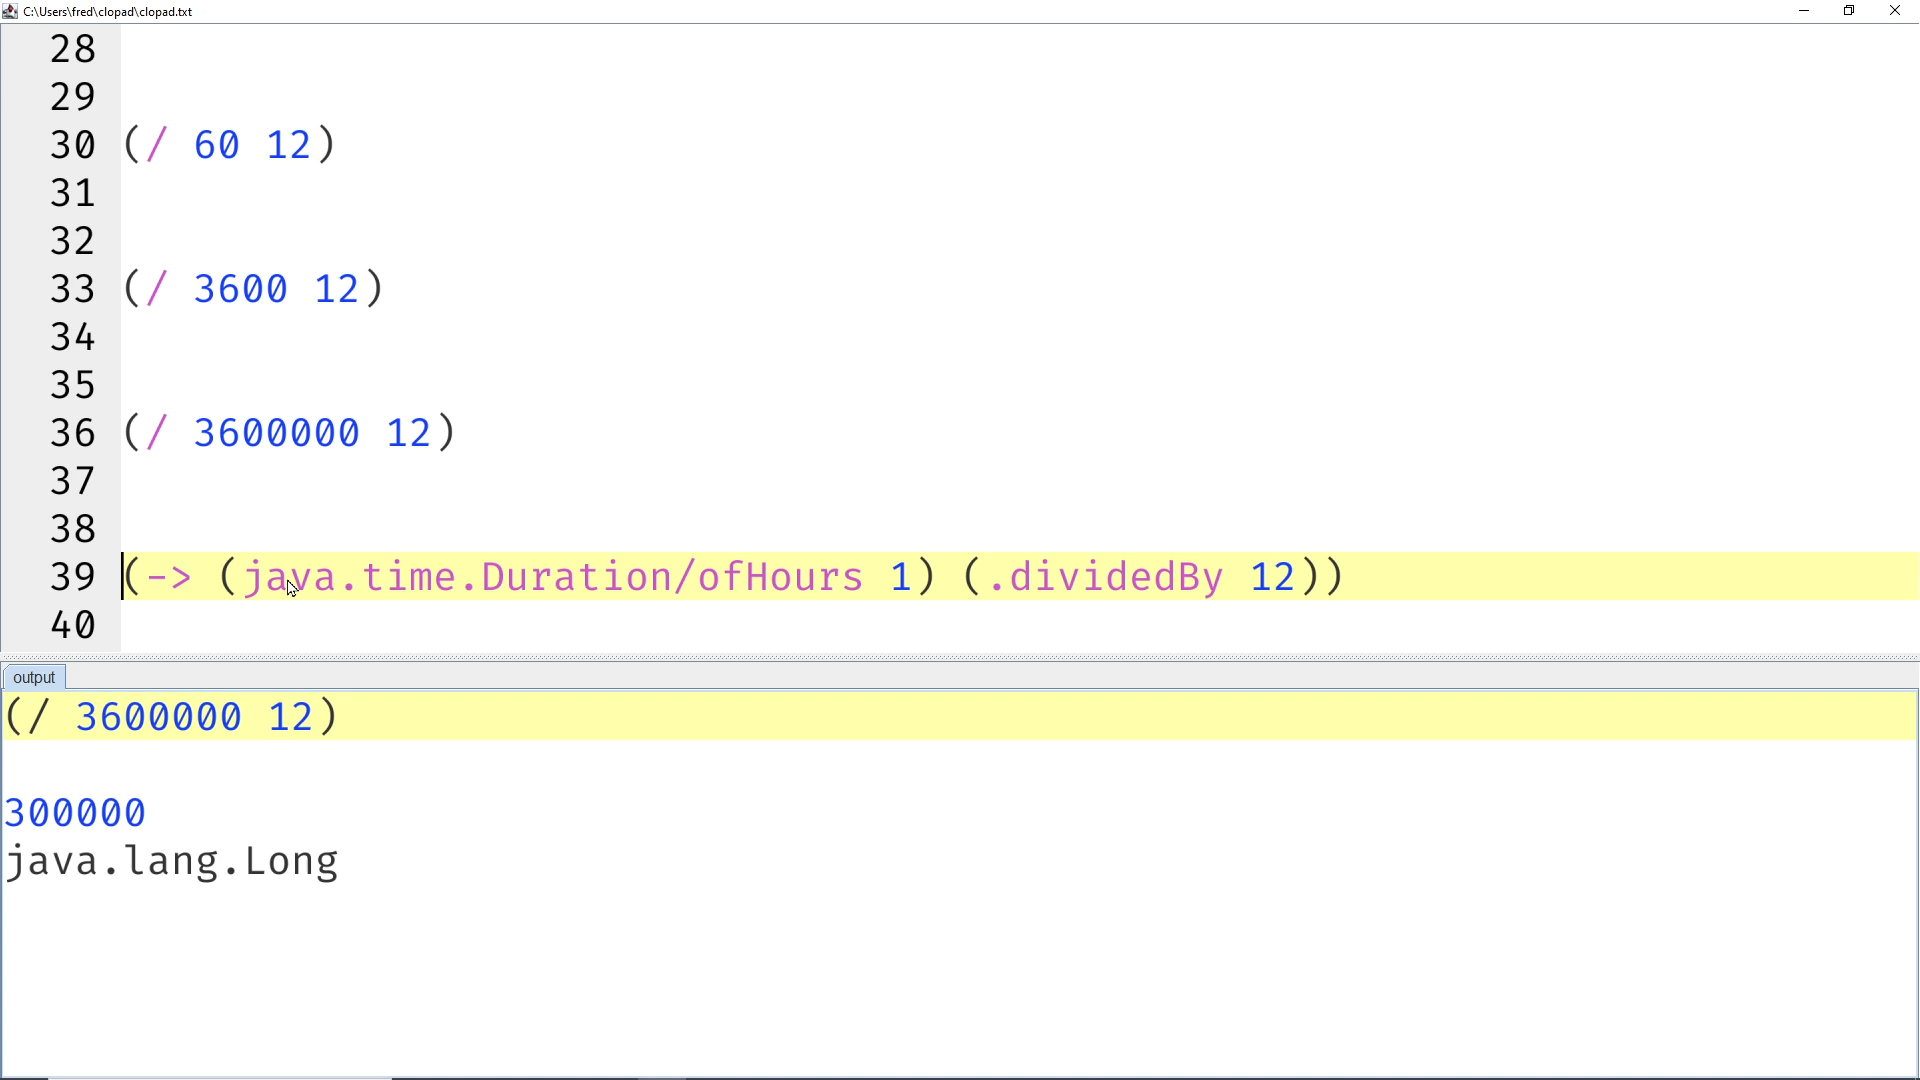 C:\Users\fred\clopad\clopad.txt
28
29
30 (/ 60 12)
31
32
33 (/ 3600 12)
34
35
36 (/ 3600000 12)
37
38
39 (-> (java.time.Duration/ofHours 1) (.dividedBy 12))
40
output
(/ 3600000 12)
300000
java.lang.Long